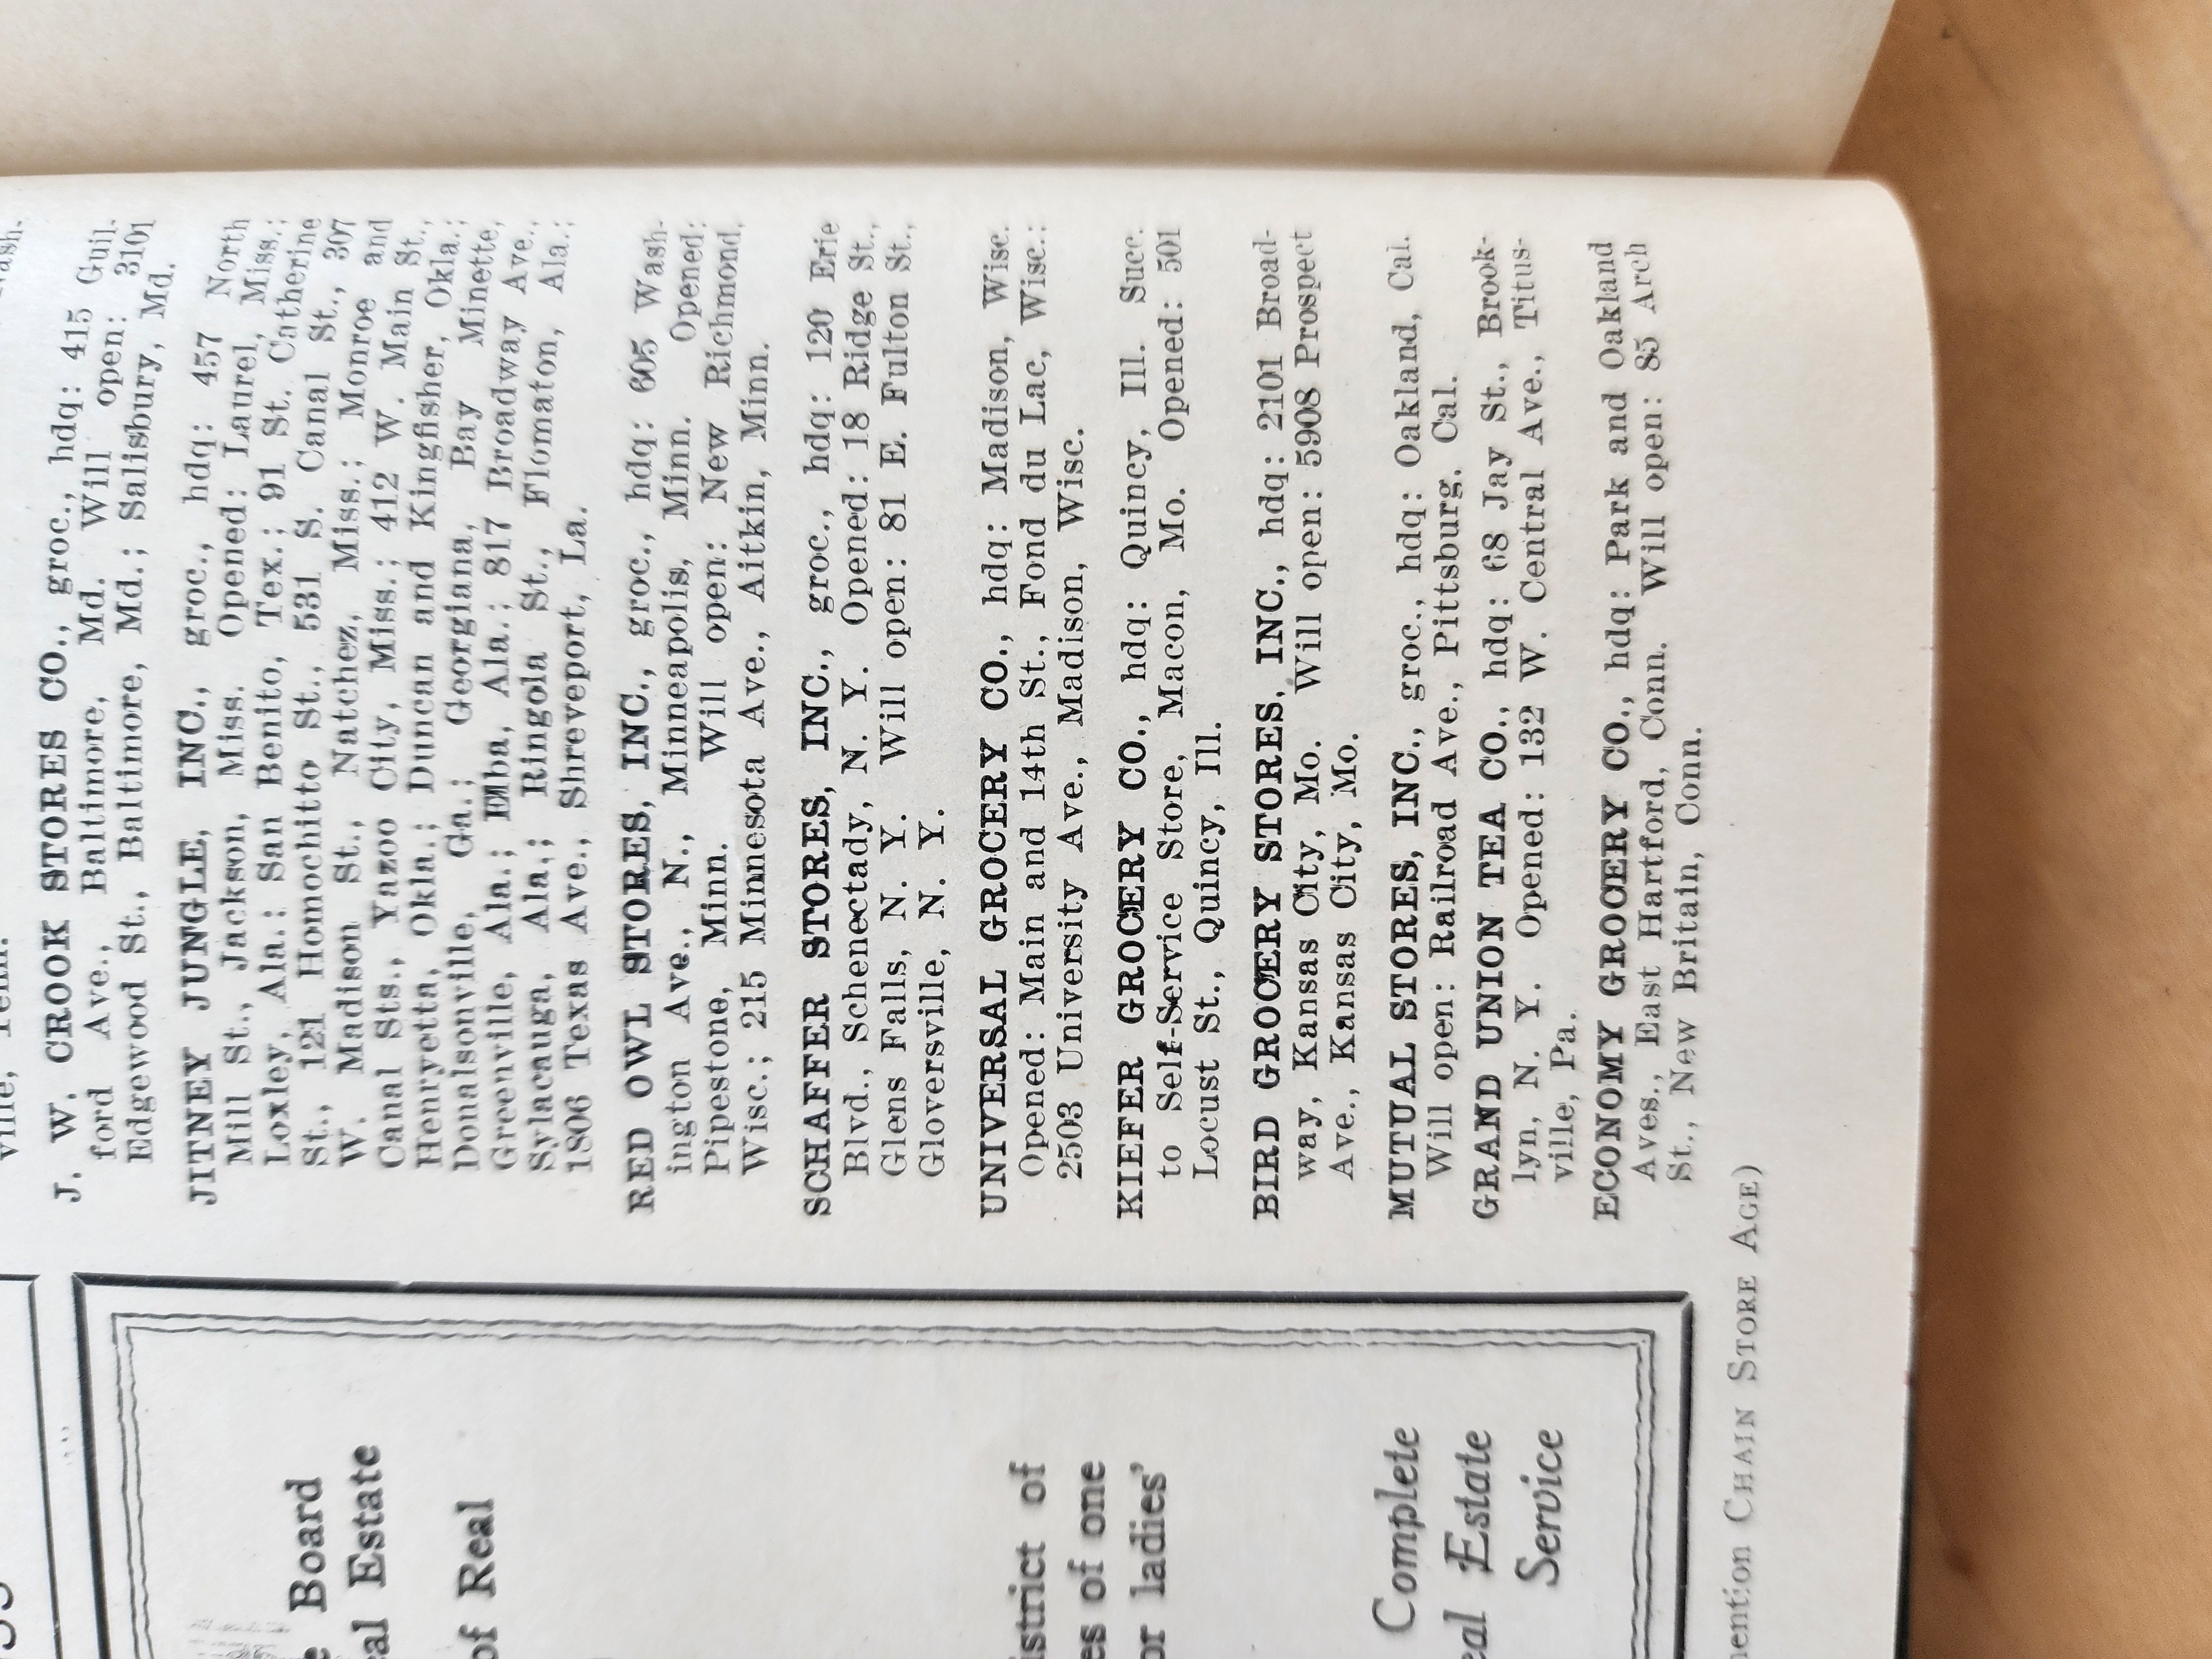 ville, Tenn.
J. W. CROOK STORES CO., groc., hdq: 415 Guil-
ford Ave., Baltimore, Md. Will open: 3101
Edgewood St., Baltimore, Md.; Salisbury, Md.
JITNEY JUNGLE, INC., groc., hdq: 457 North
Mill St., Jackson, Miss. Opened: Laurel, Miss.;
Loxley, Ala.; San Benito, Tex.; 91 St. Catherine
St., 121 Homochitto St., 531 S. Canal St., 307
W. Madison St., Natchez, Miss.; Monroe and
Canal Sts., Yazoo City, Miss.; 412 W. Main St.,
Henryetta, Okla.; Duncan and Kingfisher, Okla.;
Donalsonville, Ga.; Georgiana, Bay Minette,
Greenville, Ala.; Elba, Ala.; 817 Broadway Ave.,
Sylacauga, Ala.; Ringola St., Flomaton, Ala.;
1806 Texas Ave., Shreveport, La.
RED OWL STORES, INC., groc., hdq: 605 Wash-
ington Ave., N., Minneapolis, Minn. Opened:
Pipestone, Minn. Will open: New Richmond,
Wisc.; 215 Minnesota Ave., Aitkin, Minn.
SCHAFFER STORES, INC., groc., hdq: 120 Erie
Blvd., Schenectady, N. Y. Opened: 18 Ridge St.,
Glens Falls, N. Y. Will open: 81 E. Fulton St.,
Gloversville, N. Y.
UNIVERSAL GROCERY CO., hdq: Madison, Wisc.
Opened: Main and 14th St., Fond du Lac, Wisc.;
2503 University Ave., Madison, Wisc.
KIEFER GROCERY CO., hdq: Quincy, Ill. Succ.
to Self-Service Store, Macon, Mo. Opened: 501
Locust St., Quincy, Ill.
BIRD GROCERY STORES, INC., hdq: 2101 Broad-
way, Kansas City, Mo. Will open: 5908 Prospect
Ave., Kansas City, Mo.
MUTUAL STORES, INC., groc., hdq: Oakland, Cal.
Will open: Railroad Ave., Pittsburg, Cal.
GRAND UNION TEA CO., hdq: 68 Jay St., Brook-
lyn, N. Y. Opened: 132 W. Central Ave., Titus-
ville, Pa.
ECONOMY GROCERY CO., hdq: Park and Oakland
Aves., East Hartford, Conn. Will open: 85 Arch
St., New Britain, Conn.
Board
Estate
of Real
of
of one
ladies'
Complete
Estate
Service
mention CHAIN STORE AGE)